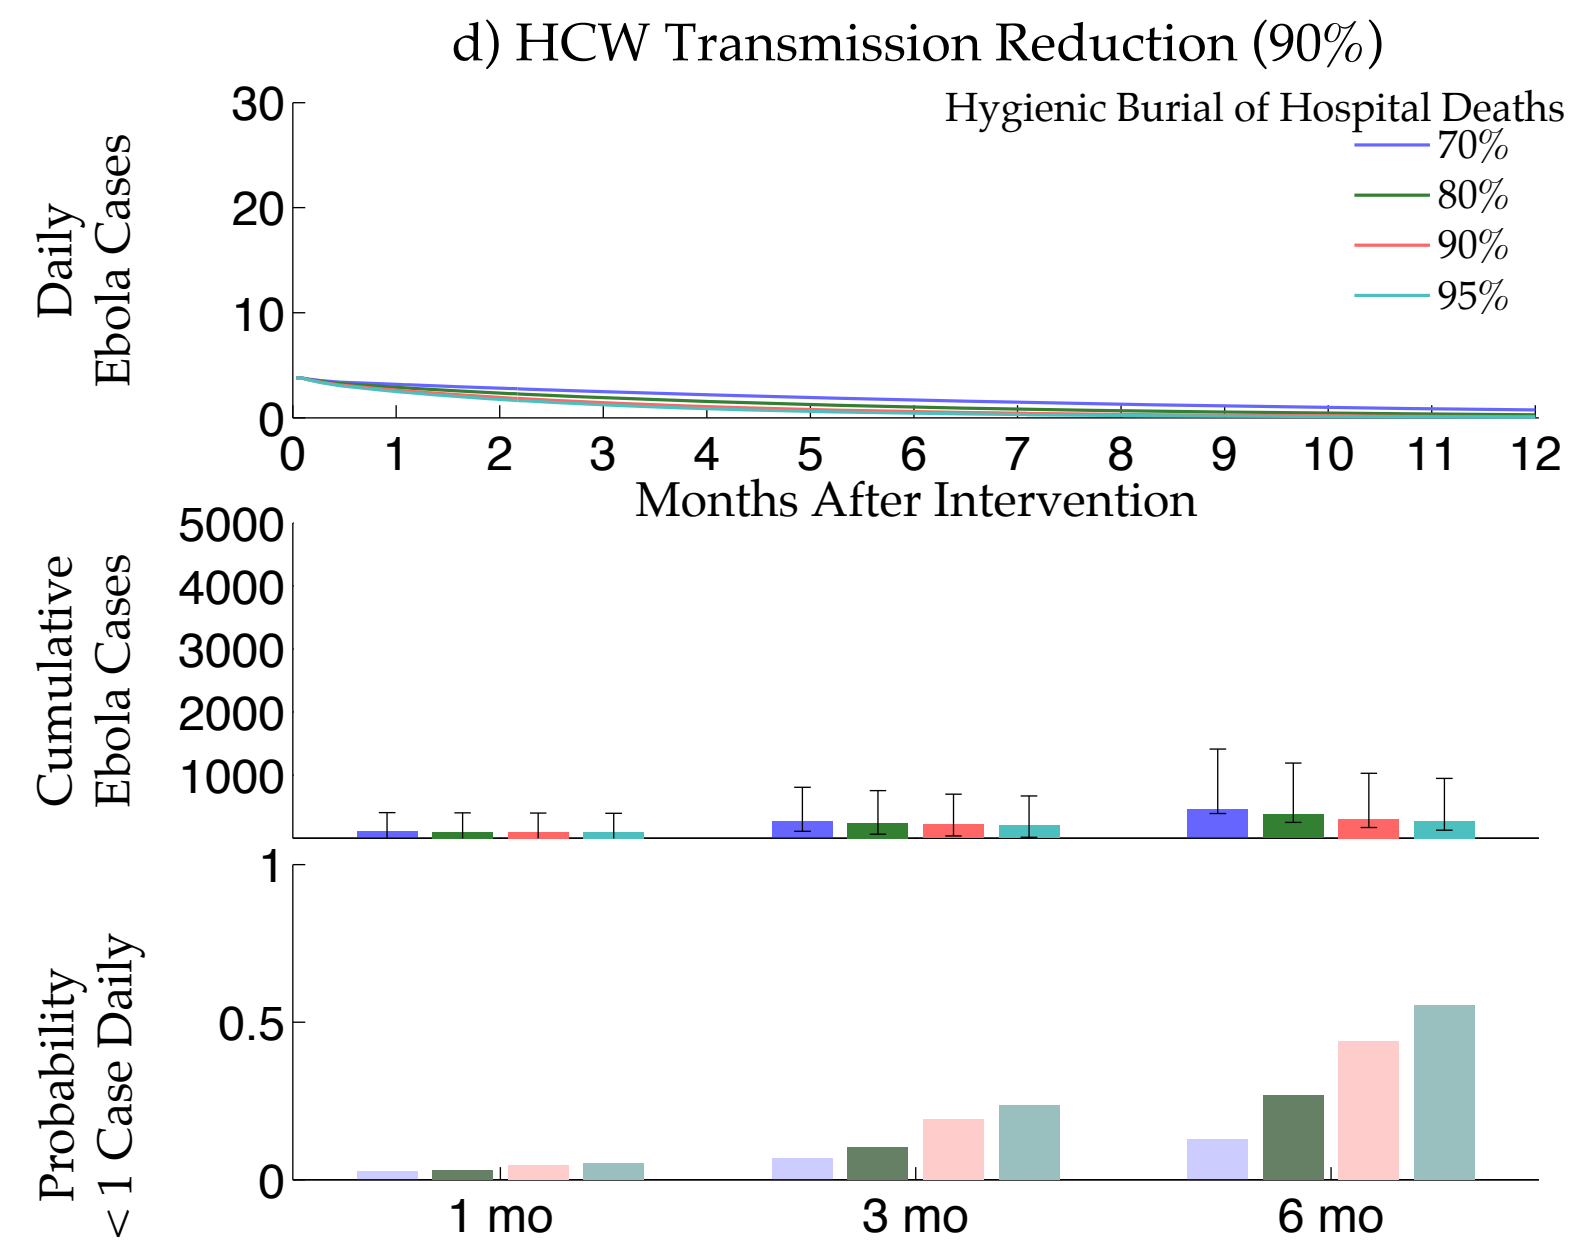 d) HCW Transmission Reduction (90%)
Hygienic Burial of Hospital Deaths
70%
80%
90%
95%
Daily
Ebola Cases
30
20
10
0
0 1 2 3 4 5 6 7 8 9 10 11 12
Months After Intervention
Cumulative
Ebola Cases
5000
4000
3000
2000
1000
Probability
< 1 Case Daily
1
0.5
0
1 mo 3 mo 6 mo